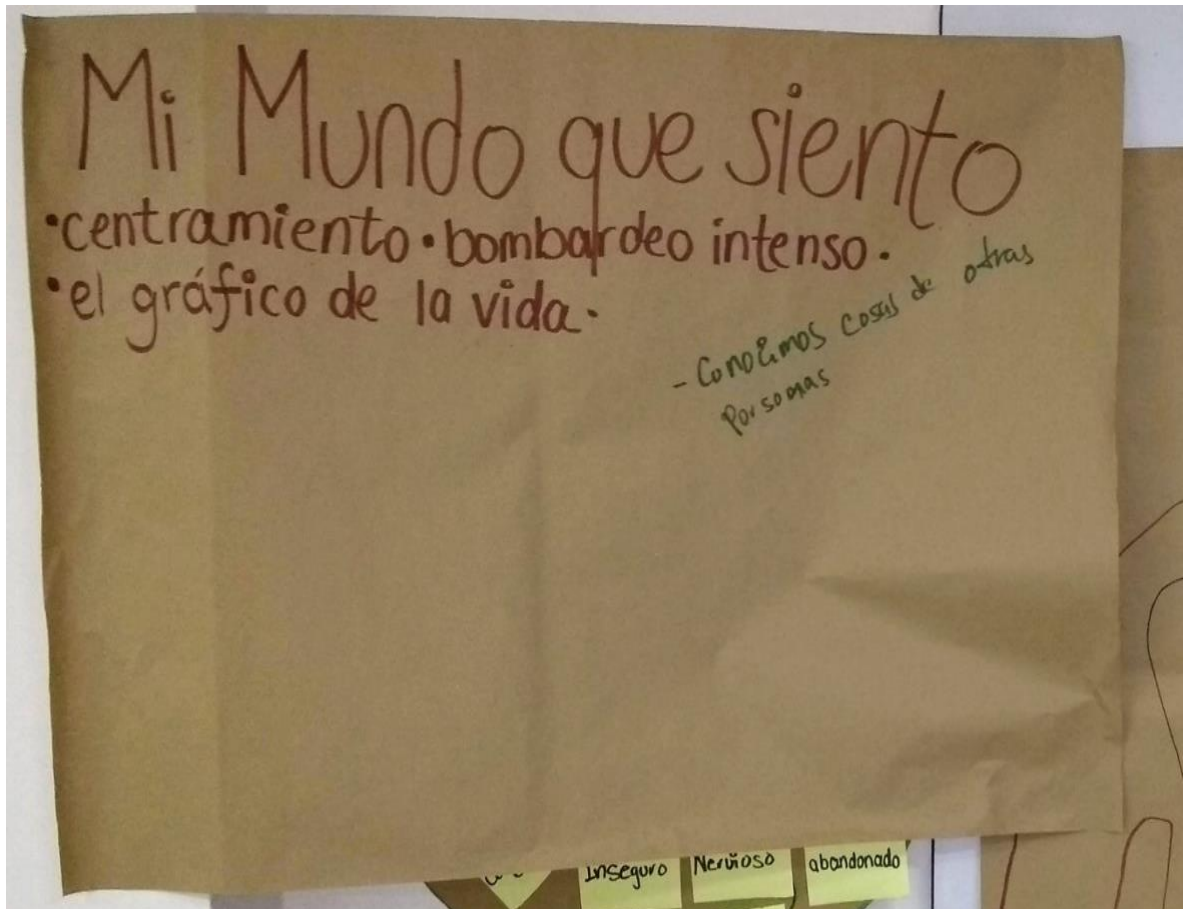 Mi Mundo que siento
•centramiento•bombardeo intenso.
•el gráfico de la vida.
- Conocimos cosas de otras
personas
Inseguro
Nervioso
abandonado